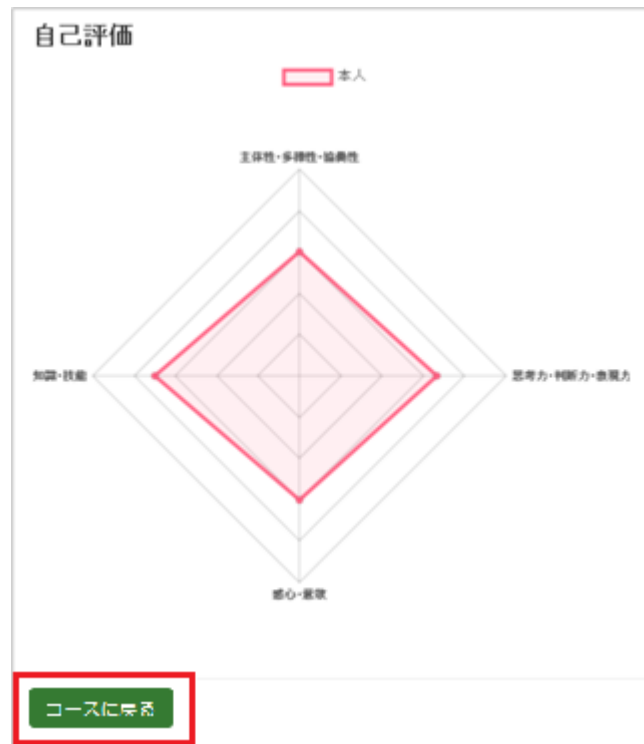 自己評価
本人
主体性・多様性・協働性
知識・技能
思考力・判断力・表現力
感心・意欲
コースに戻る